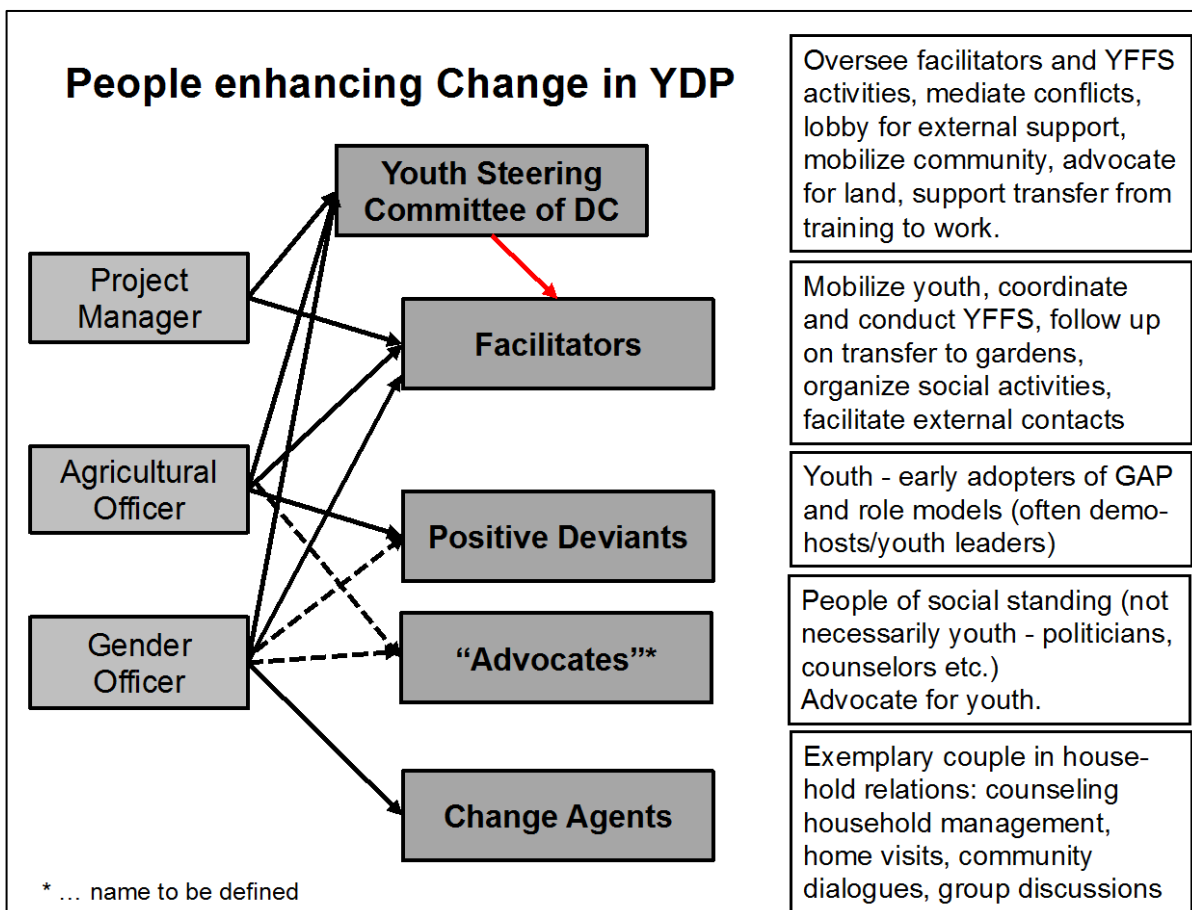 People enhancing Change in YDP
Youth Steering
Committee of DC
Project
Manager
Facilitators
Agricultural
Officer
Positive Deviants
Gender
Officer
“Advocates”*
Change Agents
* … name to be defined
Oversee facilitators and YFFS
activities, mediate conflicts,
lobby for external support,
mobilize community, advocate
for land, support transfer from
training to work.
Mobilize youth, coordinate
and conduct YFFS, follow up
on transfer to gardens,
organize social activities,
facilitate external contacts
Youth - early adopters of GAP
and role models (often demo-
hosts/youth leaders)
People of social standing (not
necessarily youth - politicians,
counselors etc.)
Advocate for youth.
Exemplary couple in house-
hold relations: counseling
household management,
home visits, community
dialogues, group discussions